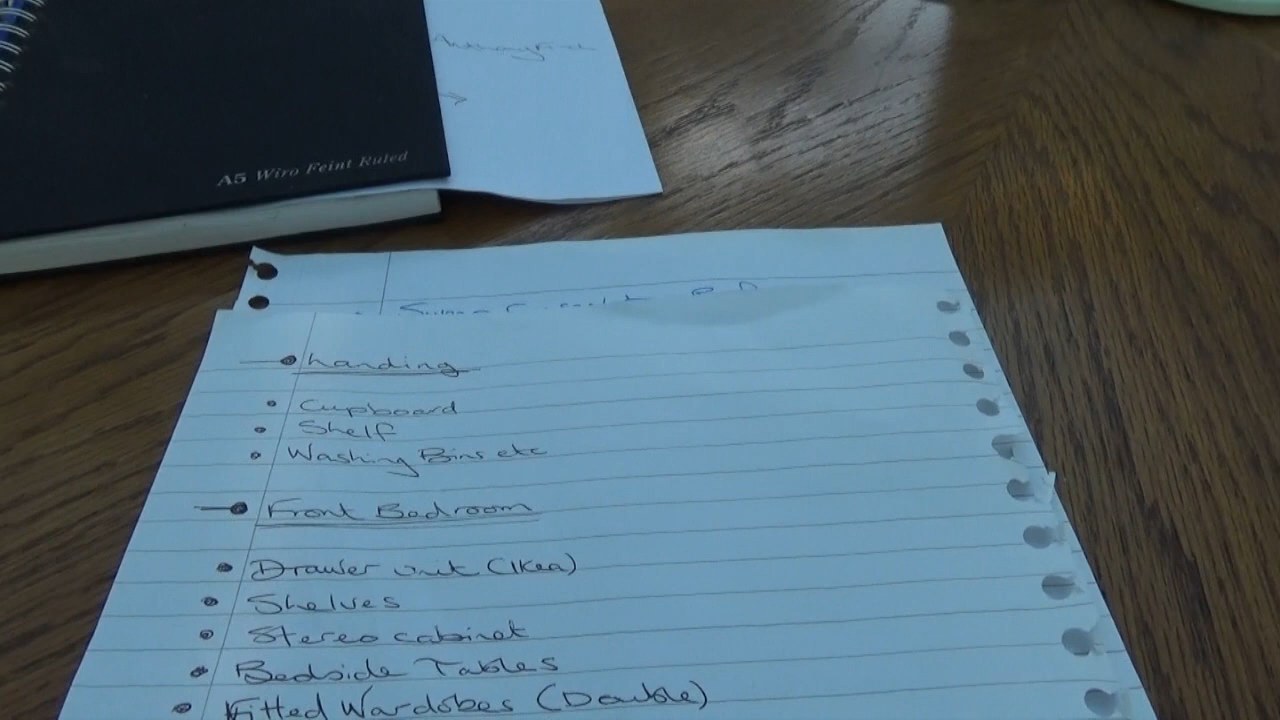 A5 Wiro Feint Ruled
Landing
Cupboard
Shelf
Washing Bins etc
Front Bedroom
Drawer unit (Ikea)
Shelves
Stereo cabinet
Bedside Tables
Fitted Wardobes (Double)